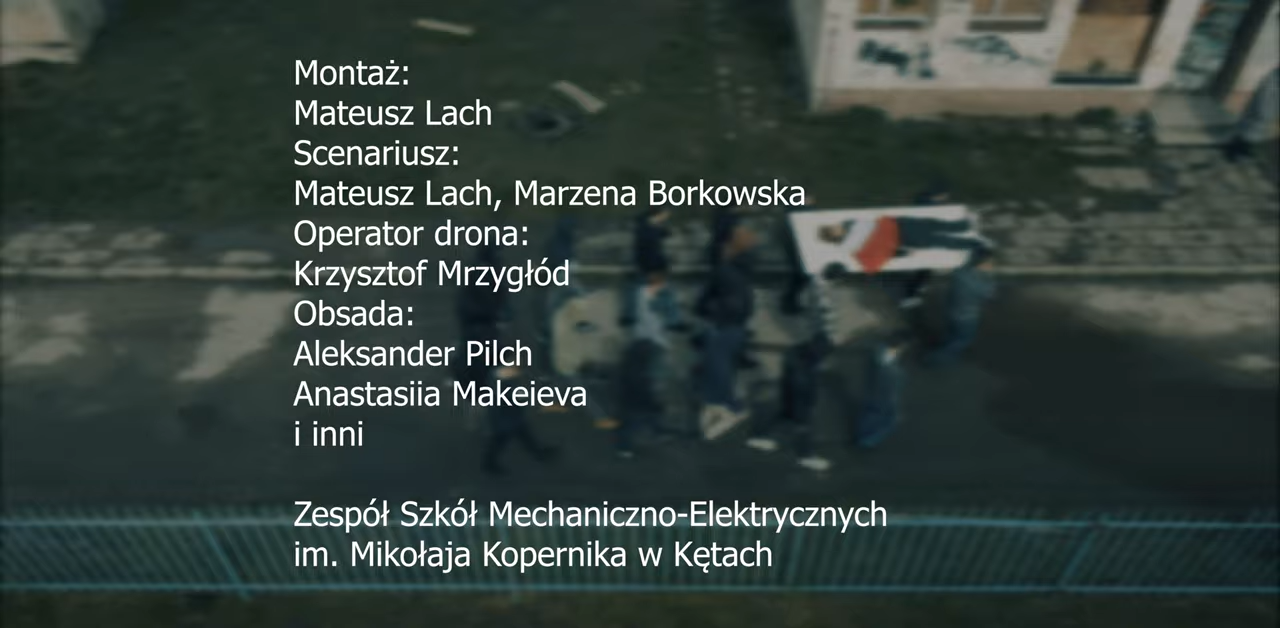 Montaż:
Mateusz Lach
Scenariusz:
Mateusz Lach, Marzena Borkowska
Operator drona:
Krzysztof Mrzygłód
Obsada:
Aleksander Pilch
Anastasiia Makeieva
i inni
Zespół Szkół Mechaniczno-Elektrycznych
im. Mikołaja Kopernika w Kętach